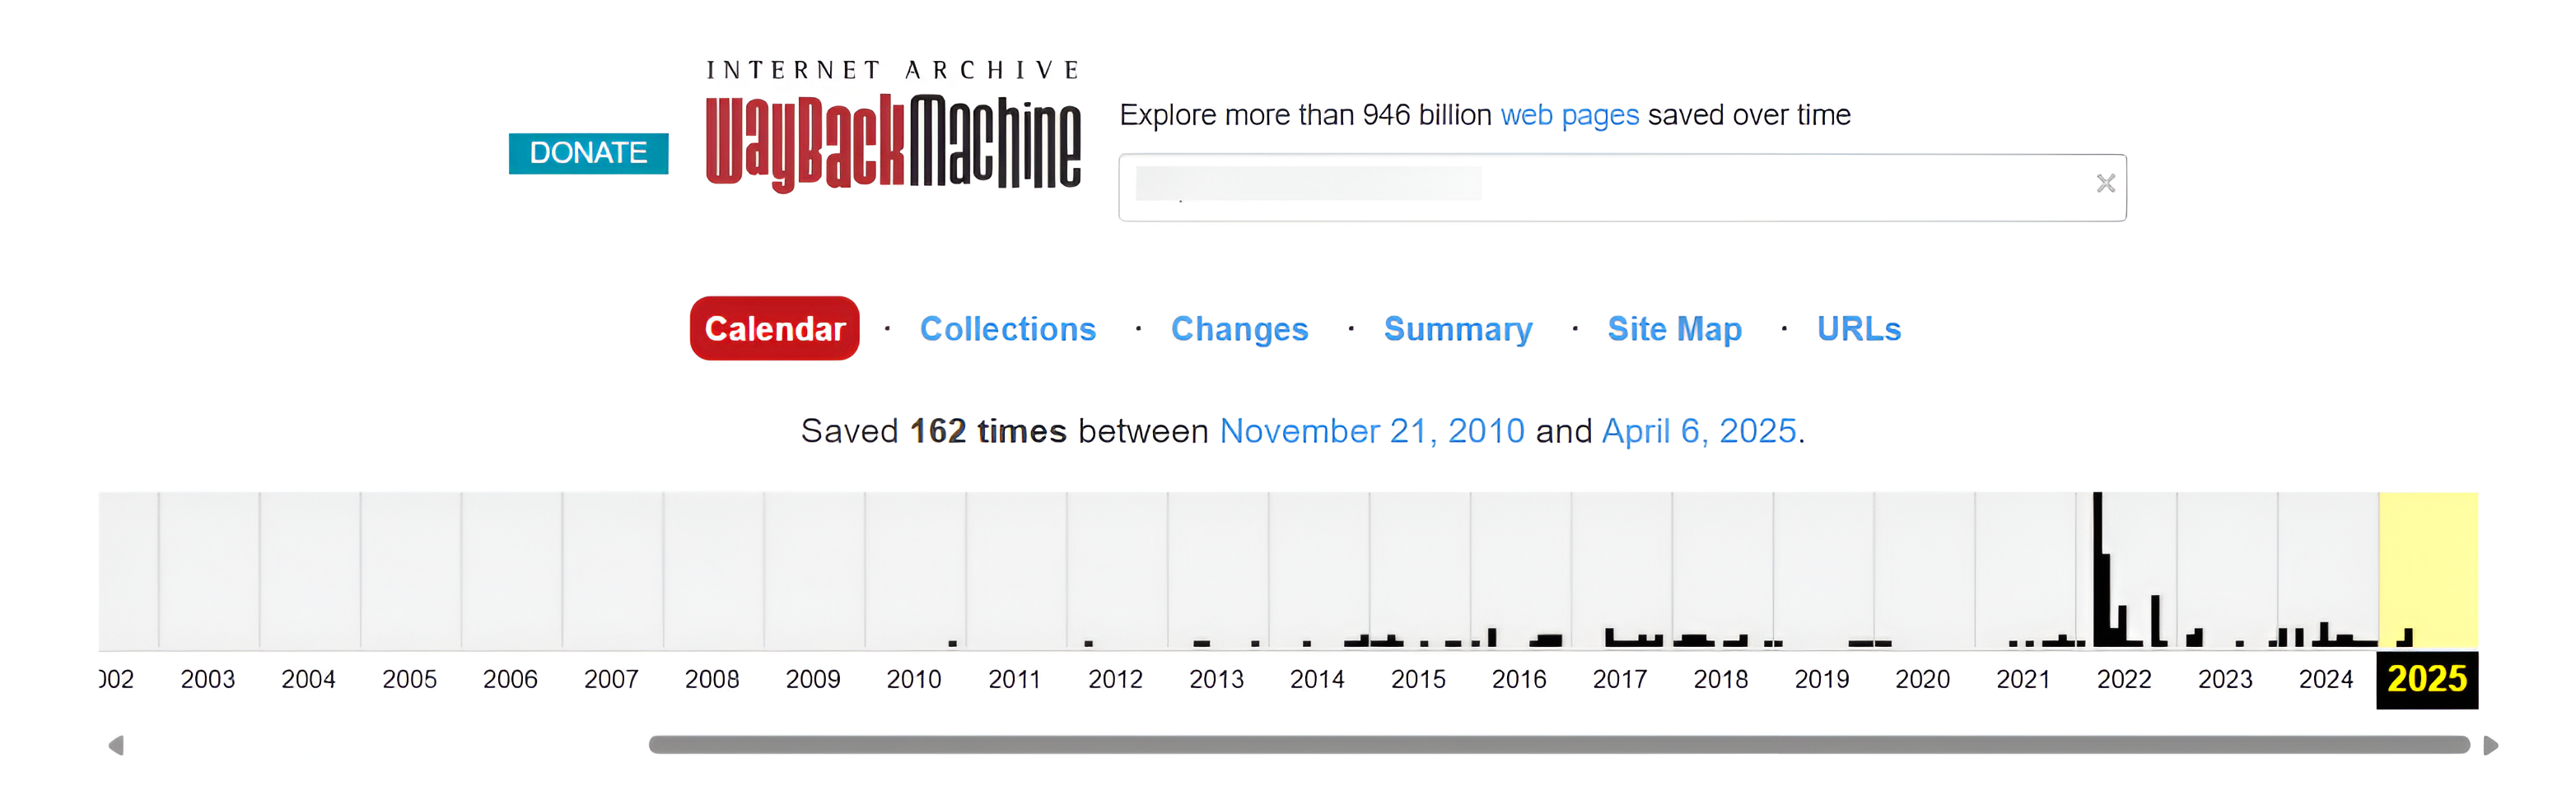 INTERNET ARCHIVE
WayBackMachine
DONATE
Explore more than 946 billion web pages saved over time
Calendar · Collections · Changes · Summary · Site Map · URLs
Saved 162 times between November 21, 2010 and April 6, 2025.
002 2003 2004 2005 2006 2007 2008 2009 2010 2011 2012 2013 2014 2015 2016 2017 2018 2019 2020 2021 2022 2023 2024 2025